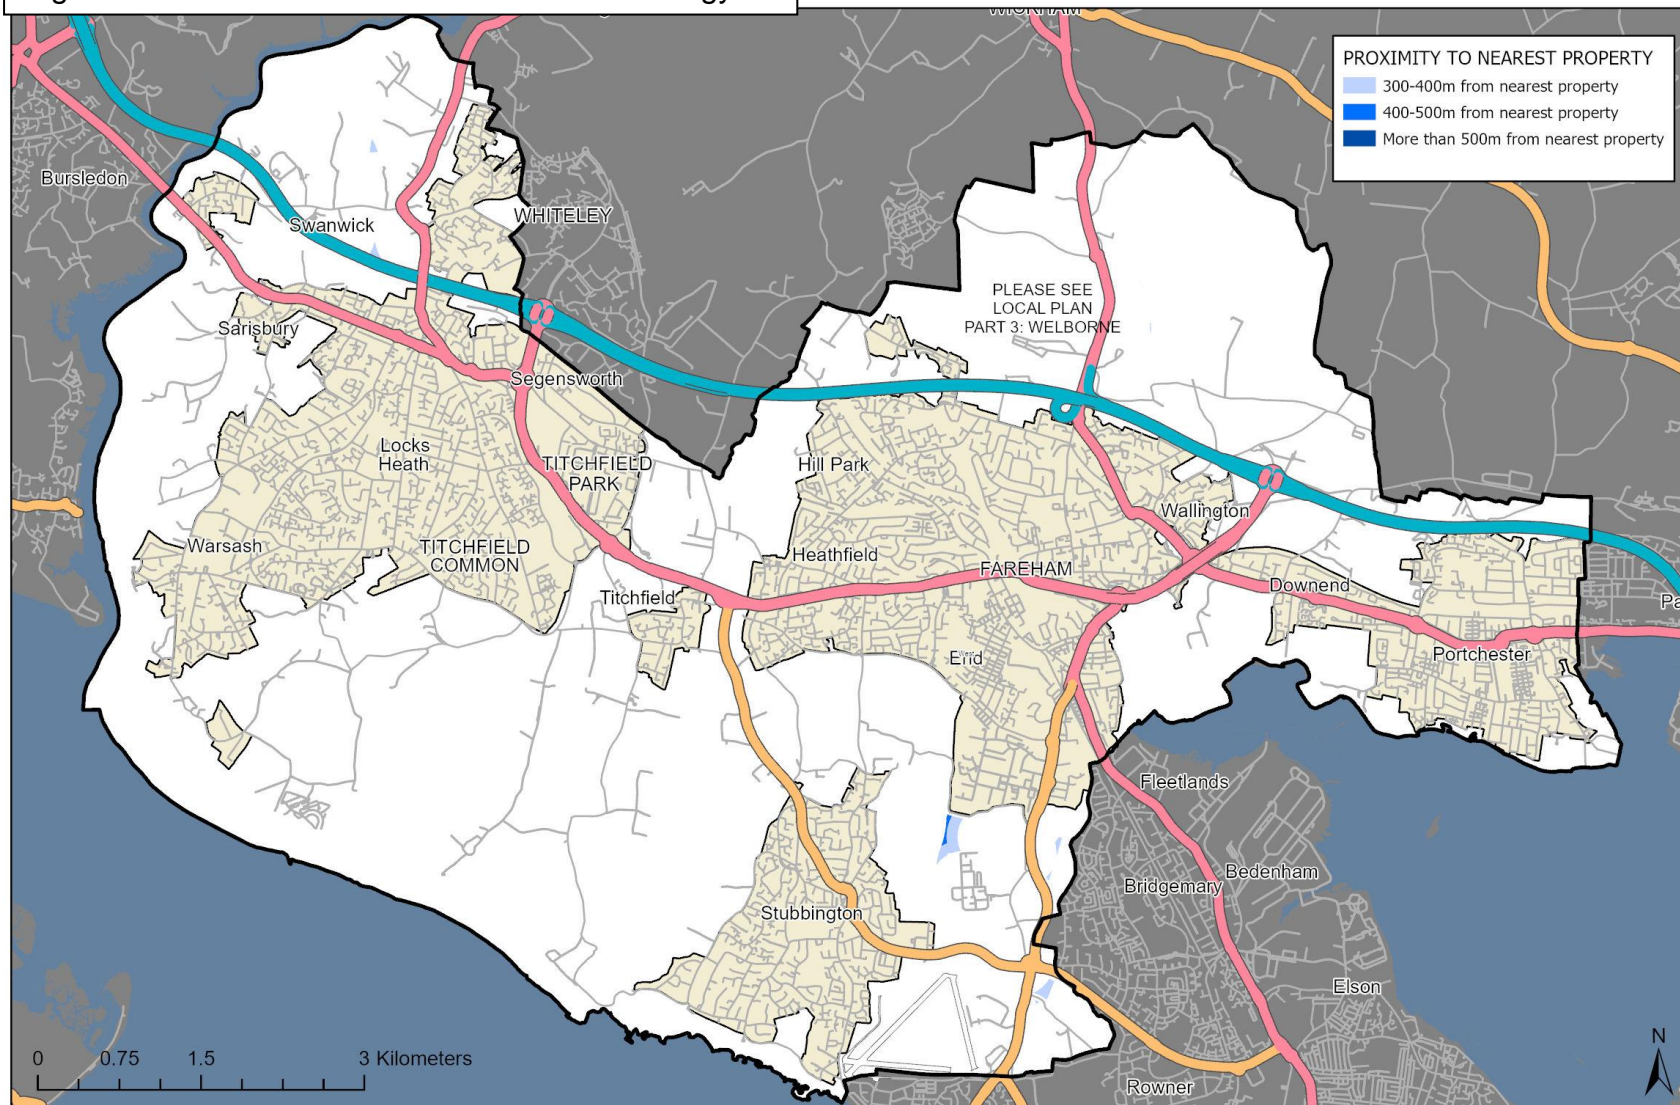 WICKHAM
PROXIMITY TO NEAREST PROPERTY
300-400m from nearest property
400-500m from nearest property
More than 500m from nearest property
Bursledon
Swanwick
WHITELEY
PLEASE SEE
LOCAL PLAN
PART 3: WELBORNE
Sarisbury
Segensworth
Locks
Heath
TITCHFIELD
PARK
Hill Park
Wallington
Warsash
TITCHFIELD
COMMON
Heathfield
FAREHAM
Downend
Titchfield
Portchester
West
End
Fleetlands
Bedenham
Bridgemary
Stubbington
Elson
Rowner
0 0.75 1.5 3 Kilometers
N